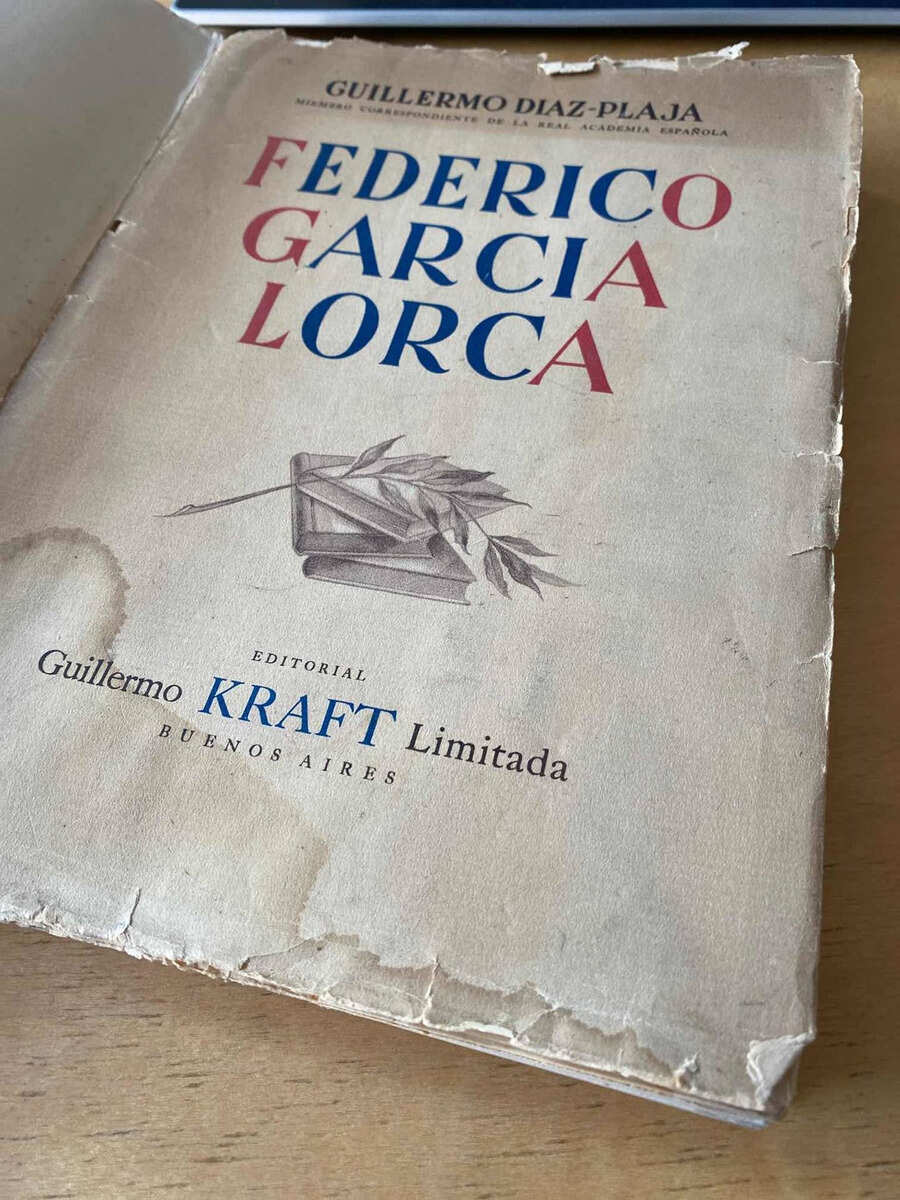 GUILLERMO DIAZ-PLAJA
MIEMBRO CORRESPONDIENTE DE LA REAL ACADEMIA ESPAÑOLA
FEDERICO
GARCIA
LORCA
EDITORIAL
Guillermo KRAFT Limitada
BUENOS AIRES